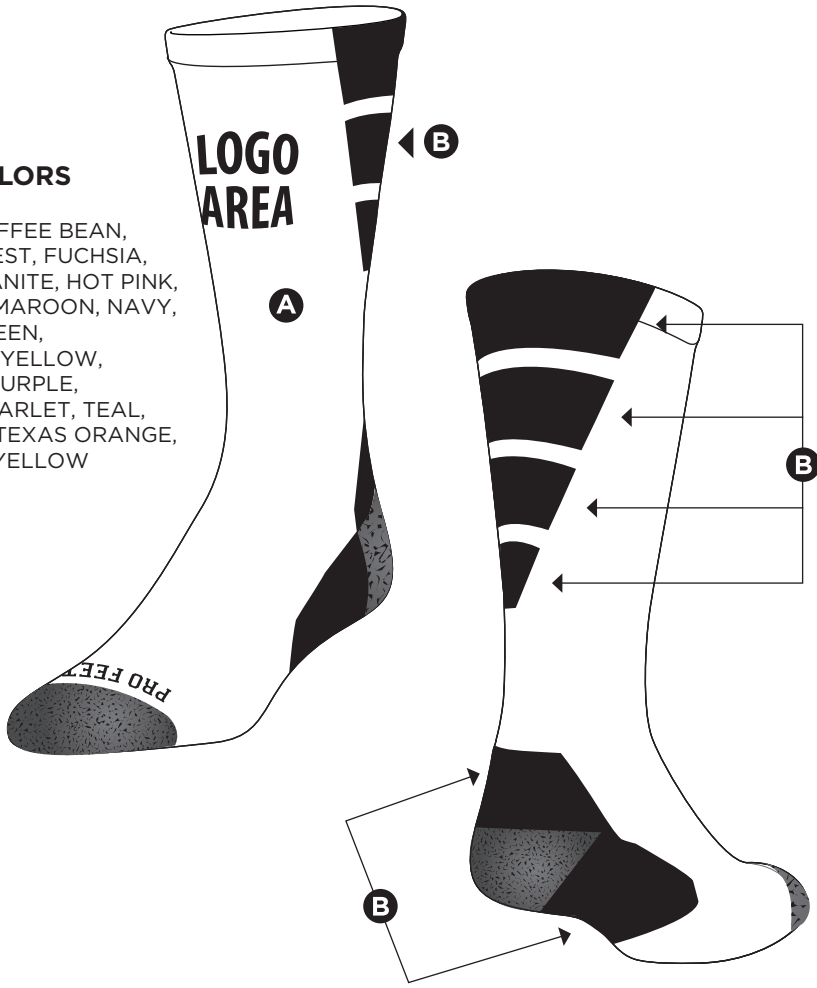 LORS
FFEE BEAN,
EST, FUCHSIA,
ANITE, HOT PINK,
MAROON, NAVY,
EEN,
YELLOW,
URPLE,
ARLET, TEAL,
TEXAS ORANGE,
YELLOW
LOGO
AREA
B
A
PRO FEET
B
B